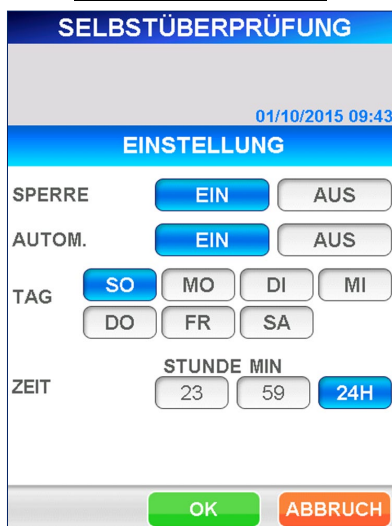 SELBSTÜBERPRÜFUNG
01/10/2015 09:43
EINSTELLUNG
SPERRE EIN AUS
AUTOM. EIN AUS
TAG SO MO DI MI
DO FR SA
STUNDE MIN
ZEIT 23 59 24H
OK ABBRUCH